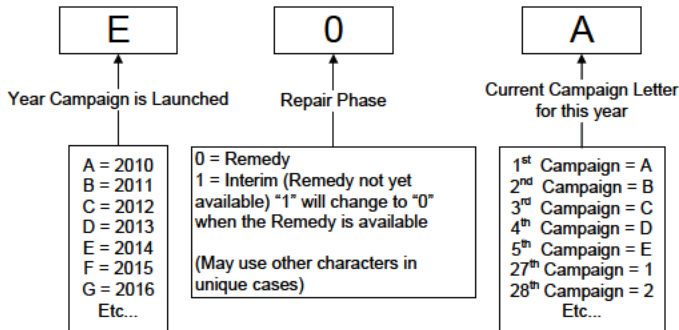 E
0
A
Year Campaign is Launched
Repair Phase
Current Campaign Letter
for this year
A = 2010
B = 2011
C = 2012
D = 2013
E = 2014
F = 2015
G = 2016
Etc...
0 = Remedy
1 = Interim (Remedy not yet
available) “1” will change to “0”
when the Remedy is available
(May use other characters in
unique cases)
1st Campaign = A
2nd Campaign = B
3rd Campaign = C
4th Campaign = D
5th Campaign = E
27th Campaign = 1
28th Campaign = 2
Etc...